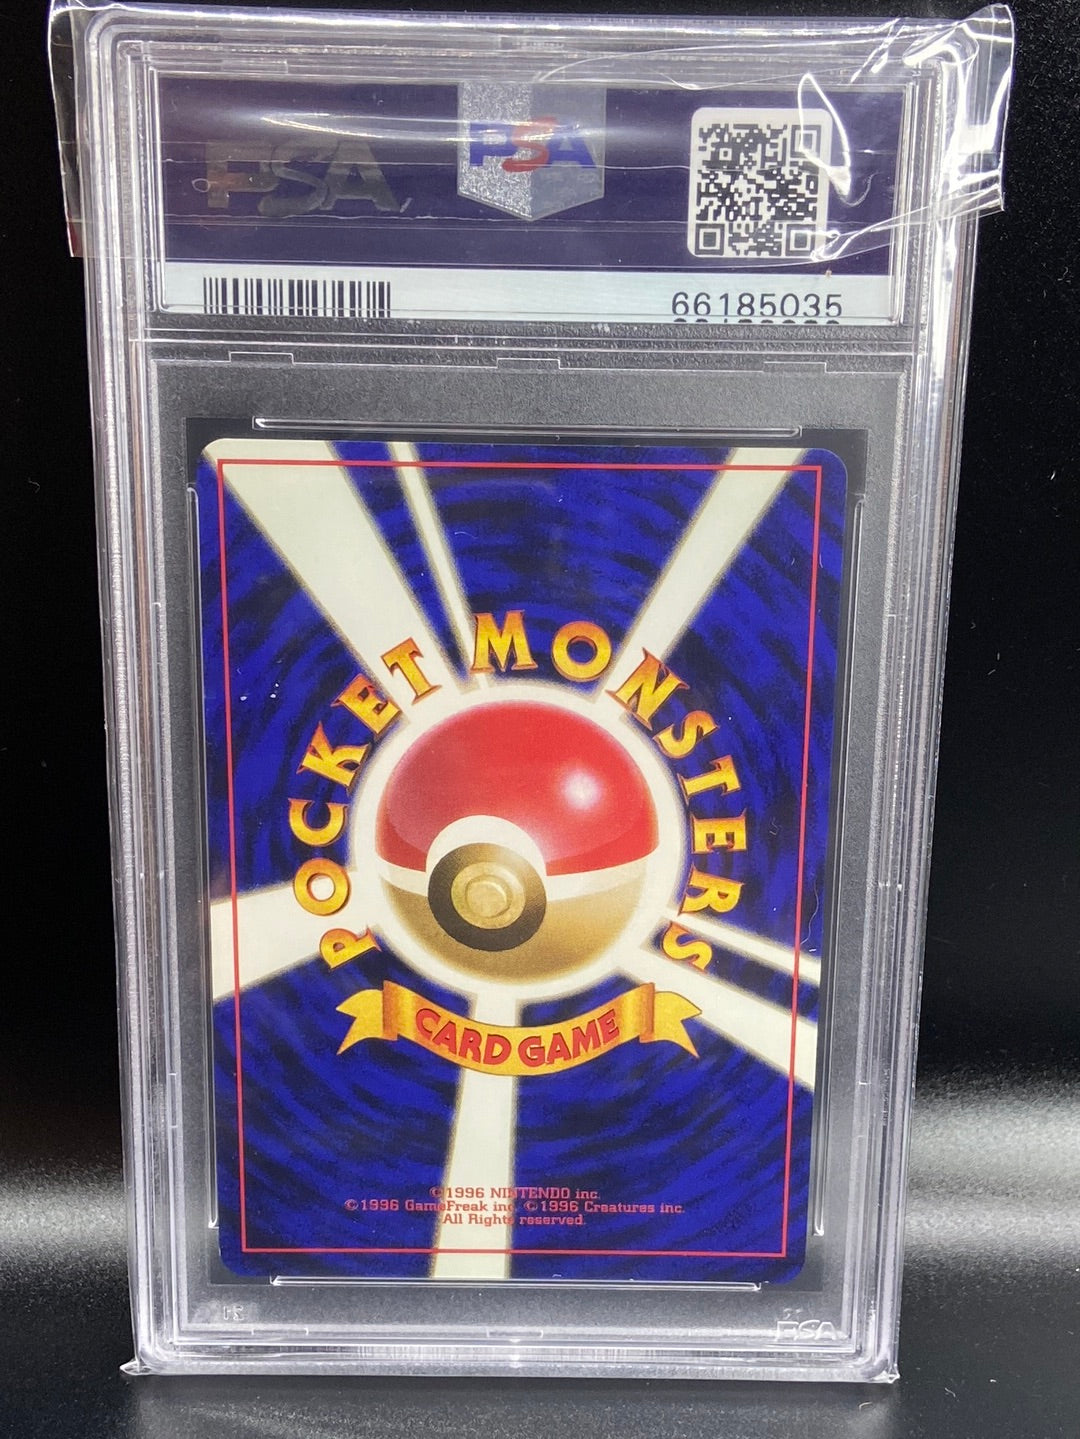 PSA
PSA
66185035
POCKET MONSTERS
CARD GAME
©1996 NINTENDO inc.
©1996 GameFreak inc. ©1996 Creatures inc.
All Rights reserved.
PSA